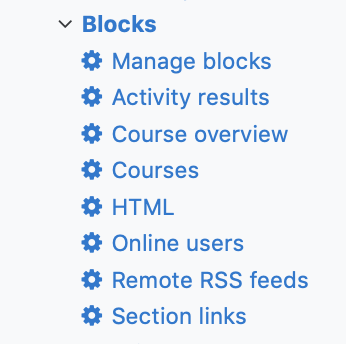 Blocks
Manage blocks
Activity results
Course overview
Courses
HTML
Online users
Remote RSS feeds
Section links